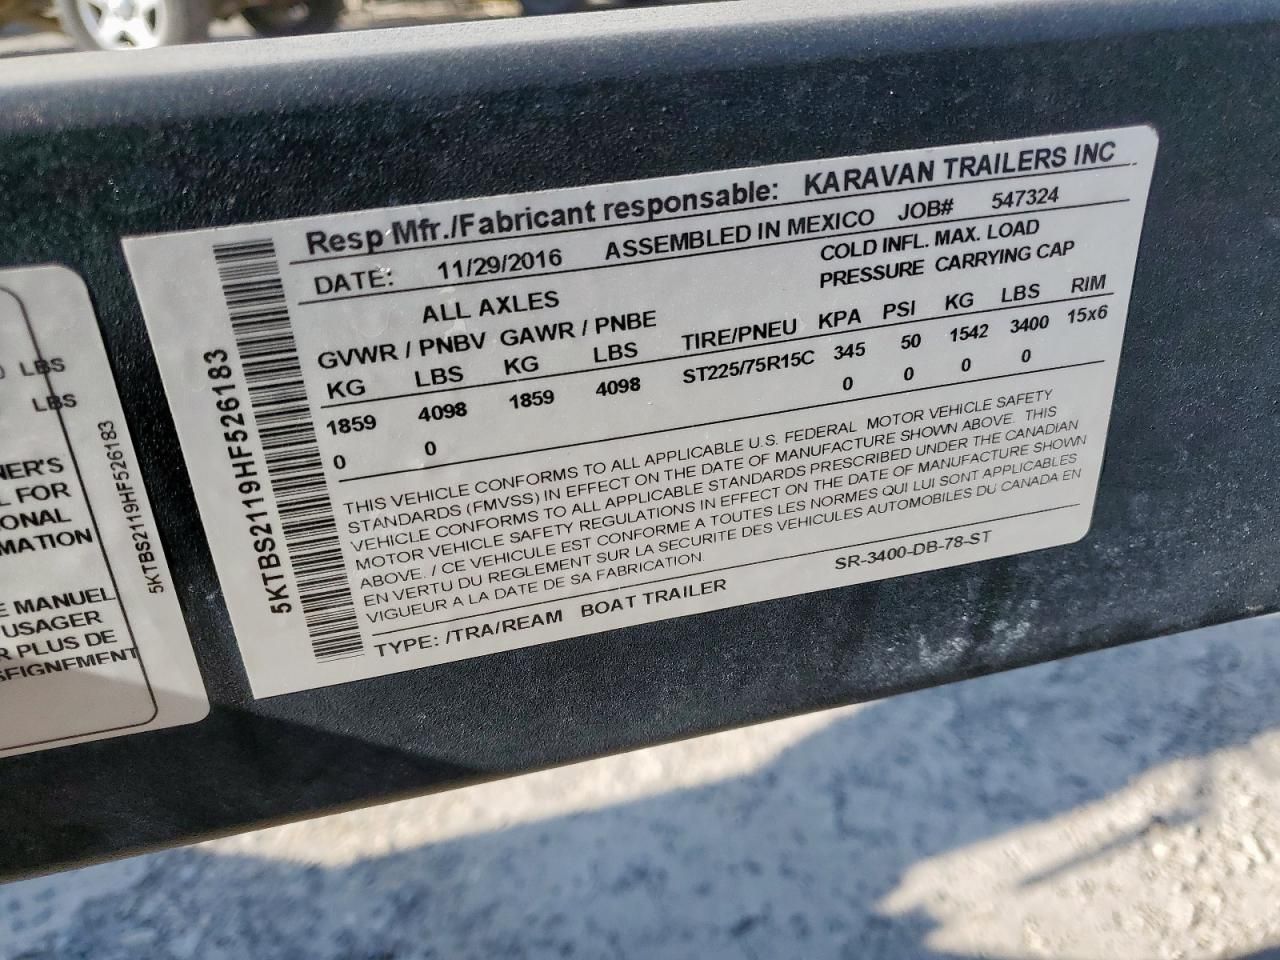 LBS
LBS
NER'S
FOR
IONAL
MATION
E MANUEL
USAGER
PLUS DE
5KTBS2119HF526183
5KTBS2119HF526183
Resp Mfr./Fabricant responsable: KARAVAN TRAILERS INC
DATE: 11/29/2016 ASSEMBLED IN MEXICO JOB# 547324
ALL AXLES COLD INFL. MAX. LOAD
GVWR / PNBV GAWR / PNBE PRESSURE CARRYING CAP
KG LBS KG LBS TIRE/PNEU KPA PSI KG LBS RIM
1859 4098 1859 4098 ST225/75R15C 345 50 1542 3400 15x6
0 0 0 0 0 0
THIS VEHICLE CONFORMS TO ALL APPLICABLE U.S. FEDERAL MOTOR VEHICLE SAFETY
STANDARDS (FMVSS) IN EFFECT ON THE DATE OF MANUFACTURE ABOVE. THIS
VEHICLE CONFORMS TO ALL APPLICABLE STANDARDS PRESCRIBED UNDER THE CANADIAN
MOTOR VEHICLE SAFETY REGULATIONS IN EFFECT ON THE DATE OF MANUFACTURE SHOWN
ABOVE. / CE VEHICULE EST CONFORME A TOUTES LES NORMES QUI LUI SONT APPLICABLES
EN VERTU DU REGLEMENT SUR LA SECURITE DES VEHICULES AUTOMOBILES DU CANADA EN
VIGUEUR A LA DATE DE SA FABRICATION.
TYPE: /TRA/REAM BOAT TRAILER SR-3400-DB-78-ST